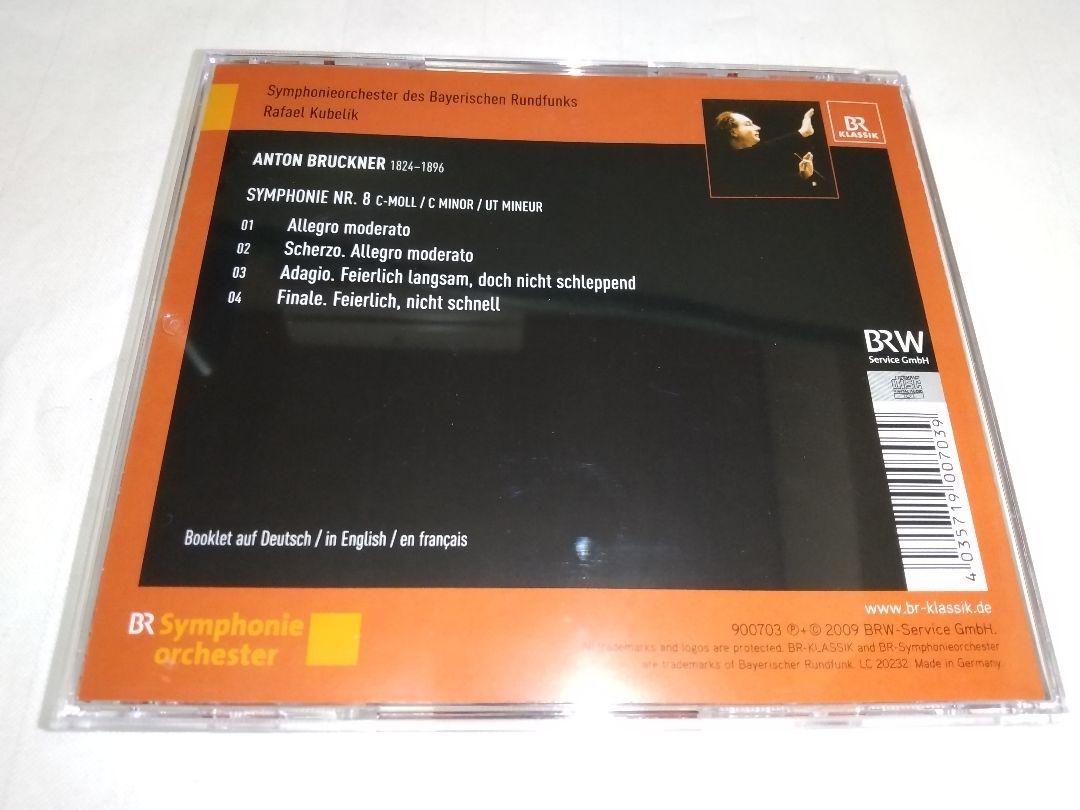 Symphonieorchester des Bayerischen Rundfunks
Rafael Kubelik
BR
KLASSIK
ANTON BRUCKNER 1824–1896
SYMPHONIE NR. 8 C-MOLL / C MINOR / UT MINEUR
01 Allegro moderato
02 Scherzo. Allegro moderato
03 Adagio. Feierlich langsam, doch nicht schleppend
04 Finale. Feierlich, nicht schnell
BRW
Service GmbH
COMPACT
disc
DIGITAL AUDIO
4 035719 007039
Booklet auf Deutsch / in English / en français
www.br-klassik.de
BR Symphonie
orchester
900703 ℗+© 2009 BRW-Service GmbH.
All trademarks and logos are protected. BR-KLASSIK and BR-Symphonieorchester
are trademarks of Bayerischer Rundfunk. LC 20232. Made in Germany.